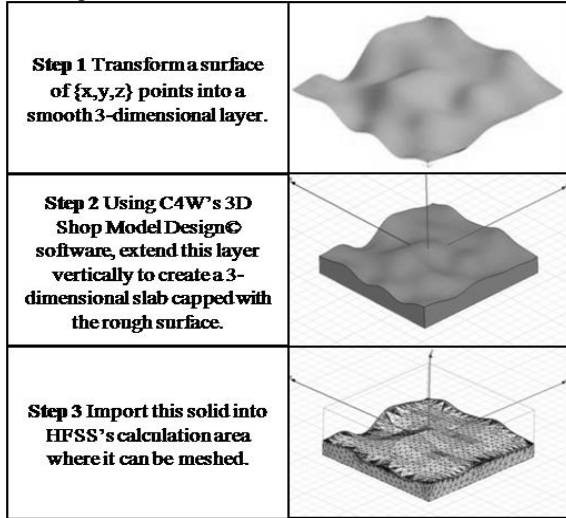 Step 1 Transform a surface
of {x,y,z} points into a
smooth 3-dimensional layer.
Step 2 Using C4W's 3D
Shop Model Design©
software, extend this layer
vertically to create a 3-
dimensional slab capped with
the rough surface.
Step 3 Import this solid into
HFSS's calculation area
where it can be meshed.